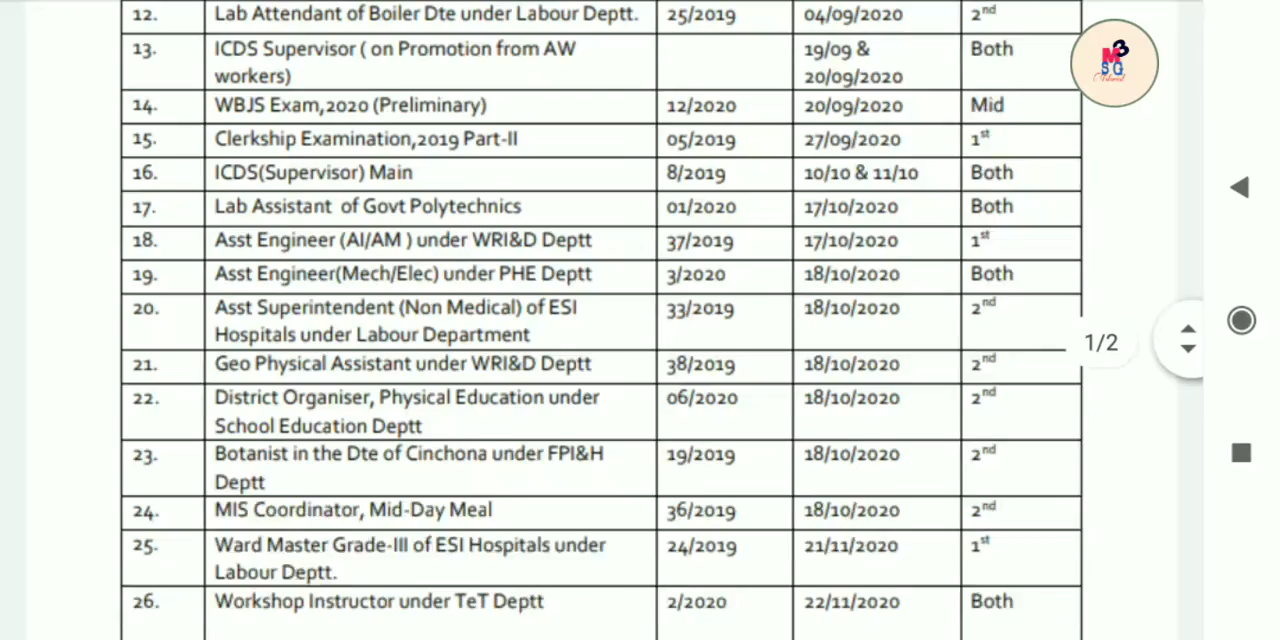 12. Lab Attendant of Boiler Dte under Labour Deptt. 25/2019 04/09/2020 2nd
13. ICDS Supervisor ( on Promotion from AW 19/09 & Both
workers) 20/09/2020
14. WBJS Exam,2020 (Preliminary) 12/2020 20/09/2020 Mid
15. Clerkship Examination,2019 Part-II 05/2019 27/09/2020 1st
16. ICDS(Supervisor) Main 8/2019 10/10 & 11/10 Both
17. Lab Assistant of Govt Polytechnics 01/2020 17/10/2020 Both
18. Asst Engineer (AI/AM ) under WRI&D Deptt 37/2019 17/10/2020 1st
19. Asst Engineer(Mech/Elec) under PHE Deptt 3/2020 18/10/2020 Both
20. Asst Superintendent (Non Medical) of ESI 33/2019 18/10/2020 2nd
Hospitals under Labour Department
21. Geo Physical Assistant under WRI&D Deptt 38/2019 18/10/2020 2nd
22. District Organiser, Physical Education under 06/2020 18/10/2020 2nd
School Education Deptt
23. Botanist in the Dte of Cinchona under FPI&H 19/2019 18/10/2020 2nd
Deptt
24. MIS Coordinator, Mid-Day Meal 36/2019 18/10/2020 2nd
25. Ward Master Grade-III of ESI Hospitals under 24/2019 21/11/2020 1st
Labour Deptt.
26. Workshop Instructor under TeT Deptt 2/2020 22/11/2020 Both
M3
SG
1/2